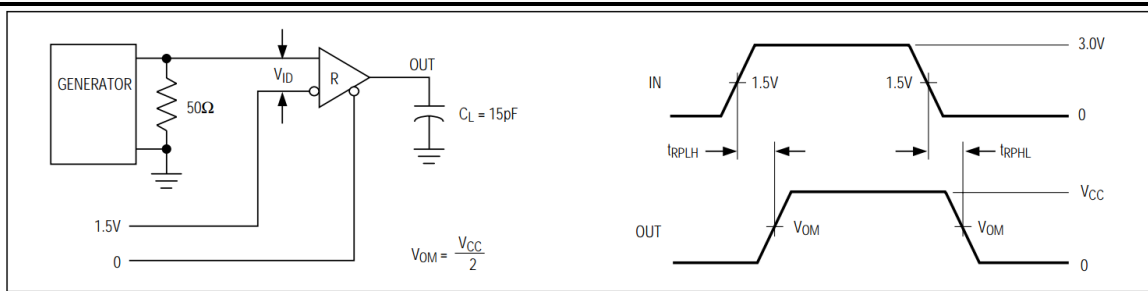 GENERATOR
50Ω
V_ID
R
OUT
C_L = 15pF
1.5V
0
V_OM = V_CC / 2
IN
1.5V
1.5V
3.0V
0
t_RPLH
t_RPHL
OUT
V_OM
V_OM
V_CC
0